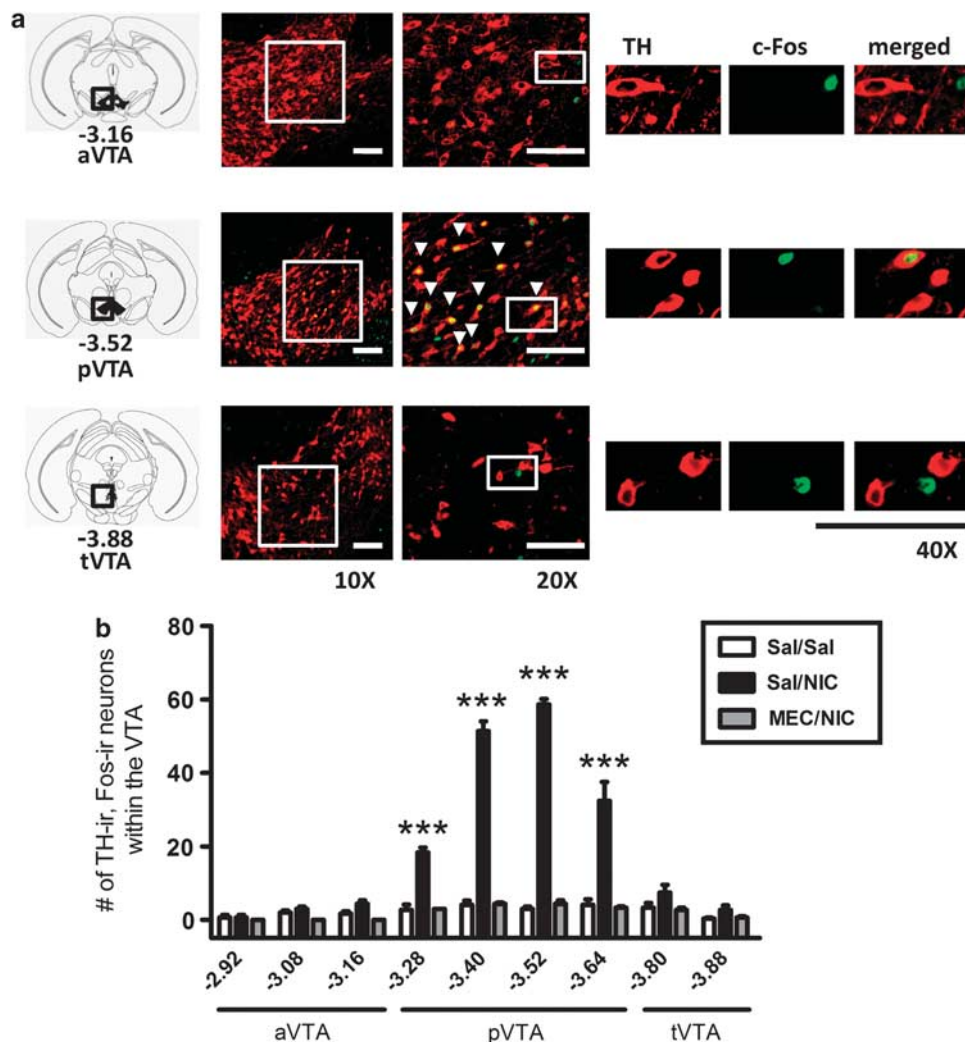 a
TH c-Fos merged
-3.16
aVTA
-3.52
pVTA
-3.88
tVTA
10X 20X 40X
b
# of TH-ir, Fos-ir neurons
within the VTA
80
60
40
20
0
***
***
***
***
Sal/Sal
Sal/NIC
MEC/NIC
-2.92 -3.08 -3.16 -3.28 -3.40 -3.52 -3.64 -3.80 -3.88
aVTA pVTA tVTA